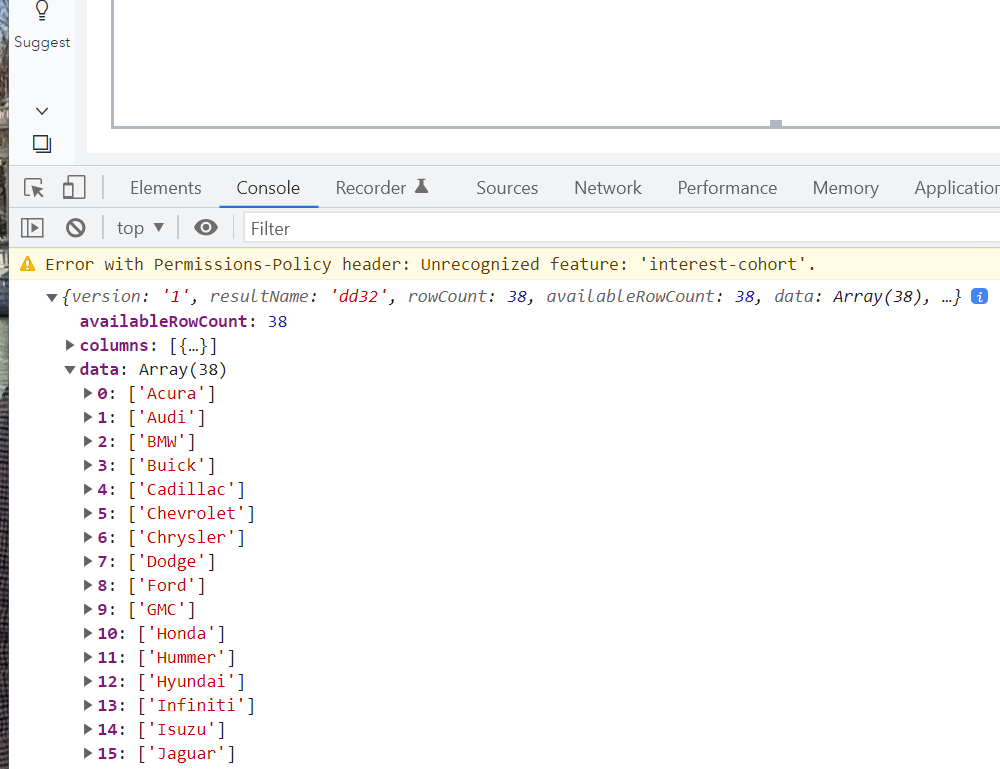 Suggest
Elements Console Recorder Sources Network Performance Memory Application
top Filter
Error with Permissions-Policy header: Unrecognized feature: 'interest-cohort'.
{version: '1', resultName: 'dd32', rowCount: 38, availableRowCount: 38, data: Array(38), …} i
availableRowCount: 38
columns: [{…}]
data: Array(38)
0: ['Acura']
1: ['Audi']
2: ['BMW']
3: ['Buick']
4: ['Cadillac']
5: ['Chevrolet']
6: ['Chrysler']
7: ['Dodge']
8: ['Ford']
9: ['GMC']
10: ['Honda']
11: ['Hummer']
12: ['Hyundai']
13: ['Infiniti']
14: ['Isuzu']
15: ['Jaguar']